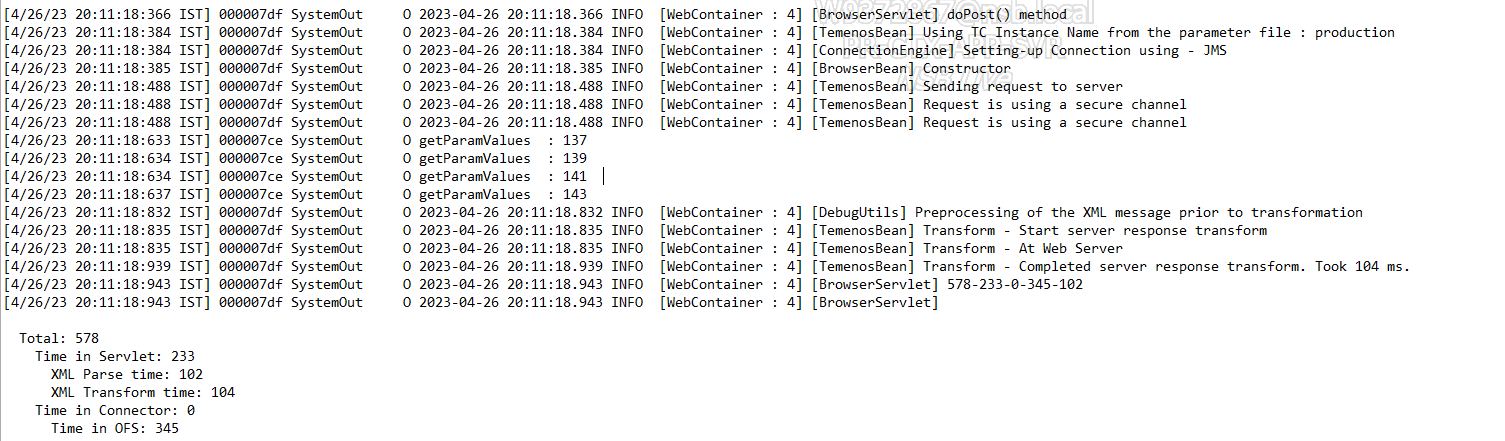 [4/26/23 20:11:18:366 IST] 000007df SystemOut     O 2023-04-26 20:11:18.366 INFO  [WebContainer : 4] [BrowserServlet] doPost() method
[4/26/23 20:11:18:384 IST] 000007df SystemOut     O 2023-04-26 20:11:18.384 INFO  [WebContainer : 4] [TemenosBean] Using TC Instance Name from the parameter file : production
[4/26/23 20:11:18:384 IST] 000007df SystemOut     O 2023-04-26 20:11:18.384 INFO  [WebContainer : 4] [ConnectionEngine] Setting-up Connection using - JMS
[4/26/23 20:11:18:385 IST] 000007df SystemOut     O 2023-04-26 20:11:18.385 INFO  [WebContainer : 4] [BrowserBean] Constructor
[4/26/23 20:11:18:488 IST] 000007df SystemOut     O 2023-04-26 20:11:18.488 INFO  [WebContainer : 4] [TemenosBean] Sending request to server
[4/26/23 20:11:18:488 IST] 000007df SystemOut     O 2023-04-26 20:11:18.488 INFO  [WebContainer : 4] [TemenosBean] Request is using a secure channel
[4/26/23 20:11:18:488 IST] 000007df SystemOut     O 2023-04-26 20:11:18.488 INFO  [WebContainer : 4] [TemenosBean] Request is using a secure channel
[4/26/23 20:11:18:633 IST] 000007ce SystemOut     O getParamValues  : 137
[4/26/23 20:11:18:634 IST] 000007ce SystemOut     O getParamValues  : 139
[4/26/23 20:11:18:634 IST] 000007ce SystemOut     O getParamValues  : 141
[4/26/23 20:11:18:637 IST] 000007ce SystemOut     O getParamValues  : 143
[4/26/23 20:11:18:832 IST] 000007df SystemOut     O 2023-04-26 20:11:18.832 INFO  [WebContainer : 4] [DebugUtils] Preprocessing of the XML message prior to transformation
[4/26/23 20:11:18:835 IST] 000007df SystemOut     O 2023-04-26 20:11:18.835 INFO  [WebContainer : 4] [TemenosBean] Transform - Start server response transform
[4/26/23 20:11:18:835 IST] 000007df SystemOut     O 2023-04-26 20:11:18.835 INFO  [WebContainer : 4] [TemenosBean] Transform - At Web Server
[4/26/23 20:11:18:939 IST] 000007df SystemOut     O 2023-04-26 20:11:18.939 INFO  [WebContainer : 4] [TemenosBean] Transform - Completed server response transform. Took 104 ms.
[4/26/23 20:11:18:943 IST] 000007df SystemOut     O 2023-04-26 20:11:18.943 INFO  [WebContainer : 4] [BrowserServlet] 578-233-0-345-102
[4/26/23 20:11:18:943 IST] 000007df SystemOut     O 2023-04-26 20:11:18.943 INFO  [WebContainer : 4] [BrowserServlet]
Total: 578
Time in Servlet: 233
XML Parse time: 102
XML Transform time: 104
Time in Connector: 0
Time in OFS: 345